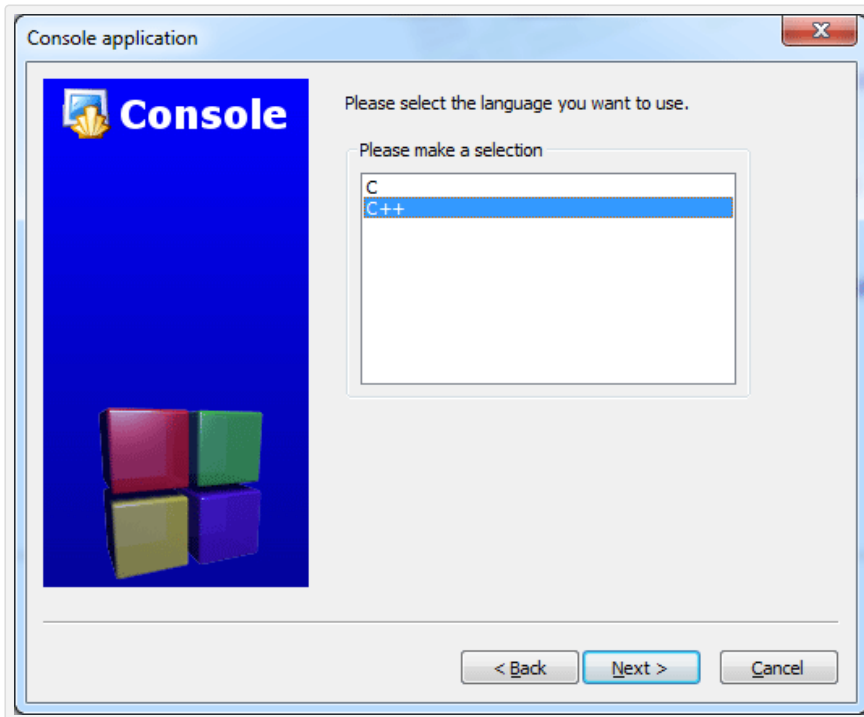 Console application
Console
Please select the language you want to use.
Please make a selection
C
C++
< Back
Next >
Cancel